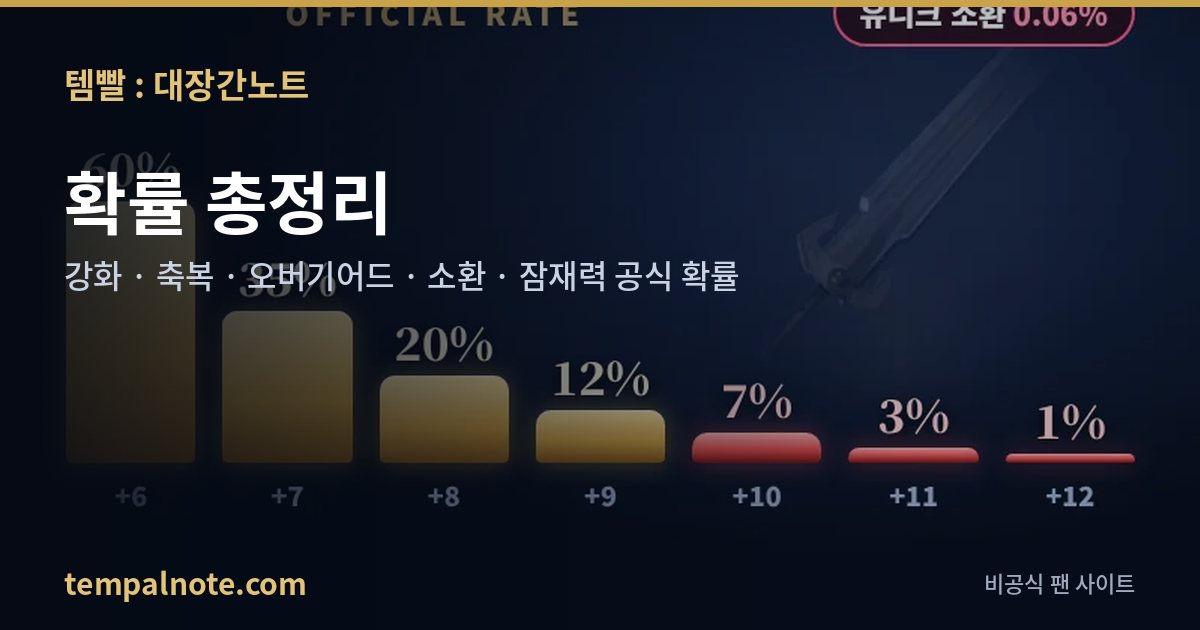 OFFICIAL RATE
유니크 소환 0.06%
템빨 : 대장간노트
60%
확률 총정리
강화 · 축복 · 오버기어드 · 소환 · 잠재력 공식 확률
35%
20%
12%
7%
3%
1%
+6
+7
+8
+9
+10
+11
+12
tempalnote.com
비공식 팬 사이트